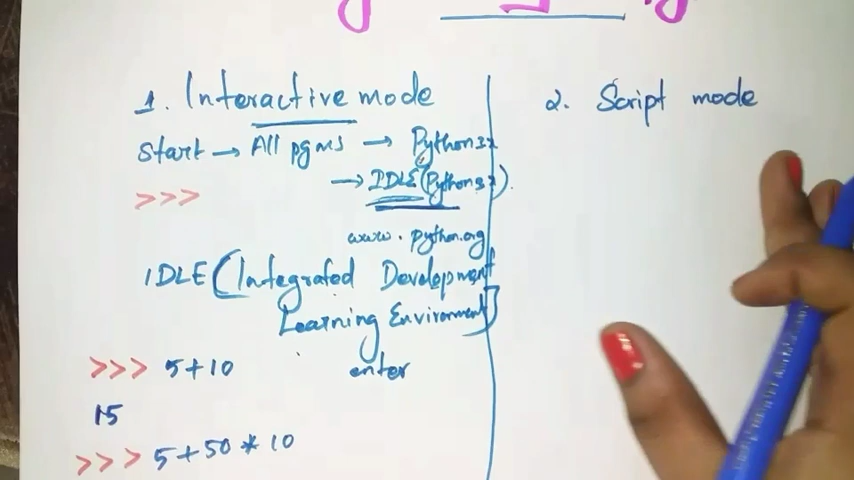 1. Interactive mode
Start → All pgms → Python3x
→ IDLE (Python3x).
>>>
www.python.org
IDLE (Integrated Development
Learning Environment)
>>> 5+10 enter
15
>>> 5+50 * 10
2. Script mode